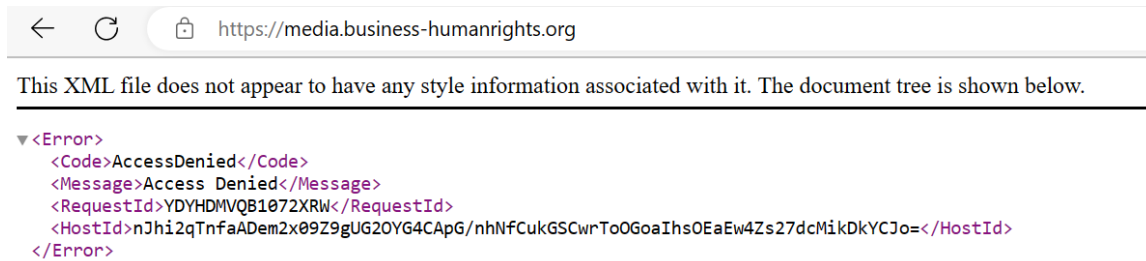 https://media.business-humanrights.org
This XML file does not appear to have any style information associated with it. The document tree is shown below.
<Error>
<Code>AccessDenied</Code>
<Message>Access Denied</Message>
<RequestId>YDYHDMVQB1072XRW</RequestId>
<HostId>nJhi2qTnfaADem2x09Z9gUG2OYG4CApG/nhNfCukGSCwrToOGoaIhsOEaEw4Zs27dcMikDkYCJo=</HostId>
</Error>